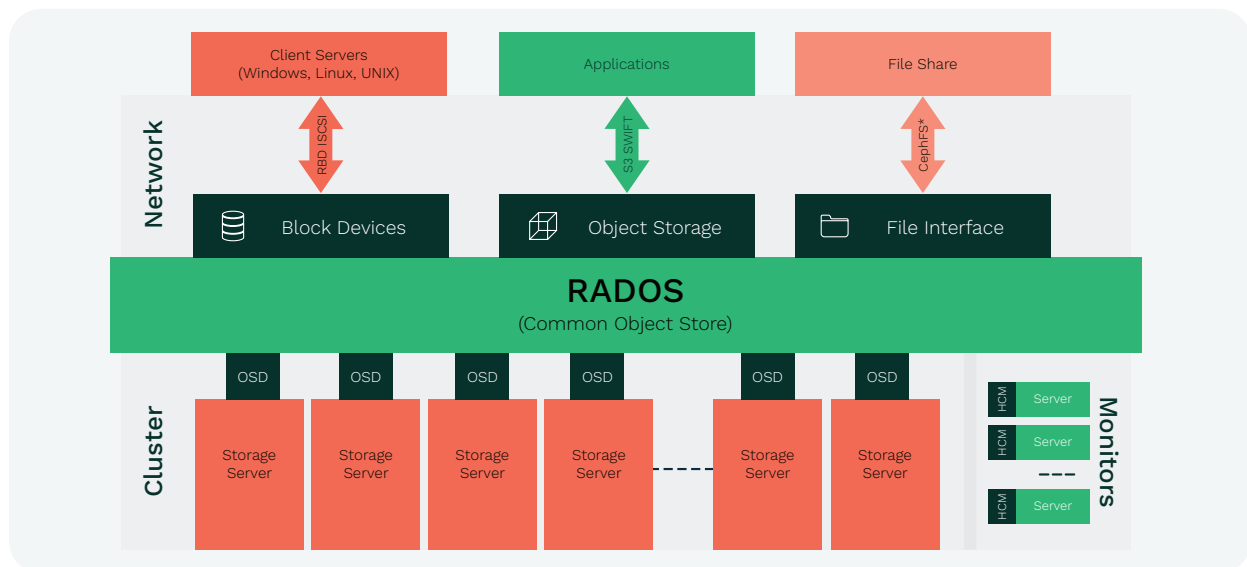 Client Servers
(Windows, Linux, UNIX)
Applications
File Share
Network
RBD ISCSI
S3 SWIFT
CephFS*
Block Devices
Object Storage
File Interface
RADOS
(Common Object Store)
OSD
OSD
OSD
OSD
OSD
OSD
Cluster
Storage
Server
Storage
Server
Storage
Server
Storage
Server
Storage
Server
Storage
Server
HCM
Server
HCM
Server
HCM
Server
Monitors